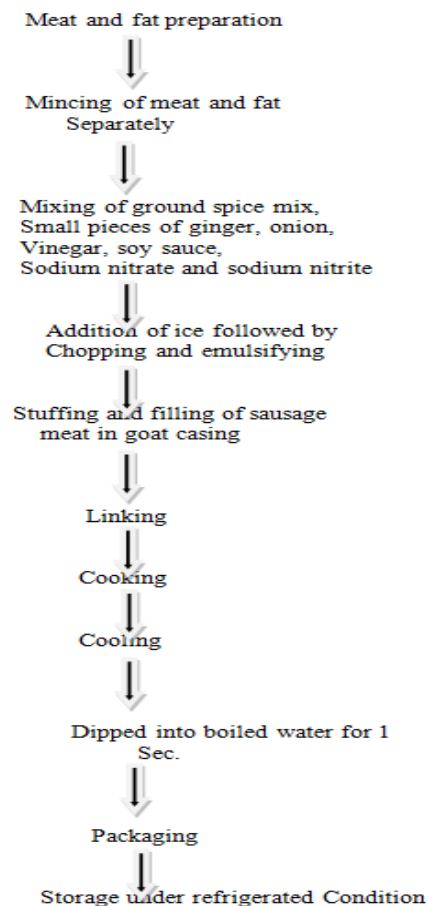 Meat and fat preparation
Mincing of meat and fat
Separately
Mixing of ground spice mix,
Small pieces of ginger, onion,
Vinegar, soy sauce,
Sodium nitrate and sodium nitrite
Addition of ice followed by
Chopping and emulsifying
Stuffing and filling of sausage
meat in goat casing
Linking
Cooking
Cooling
Dipped into boiled water for 1
Sec.
Packaging
Storage under refrigerated Condition